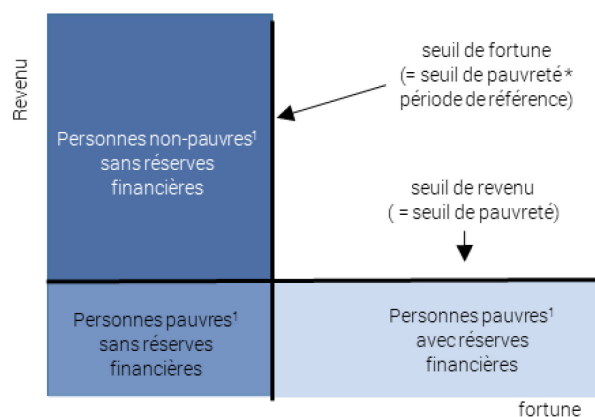 Revenu
seuil de fortune
(= seuil de pauvreté*
période de référence)
Personnes non-pauvres¹
sans réserves
financières
seuil de revenu
( = seuil de pauvreté)
Personnes pauvres¹
sans réserves
financières
Personnes pauvres¹
avec réserves
financières
fortune